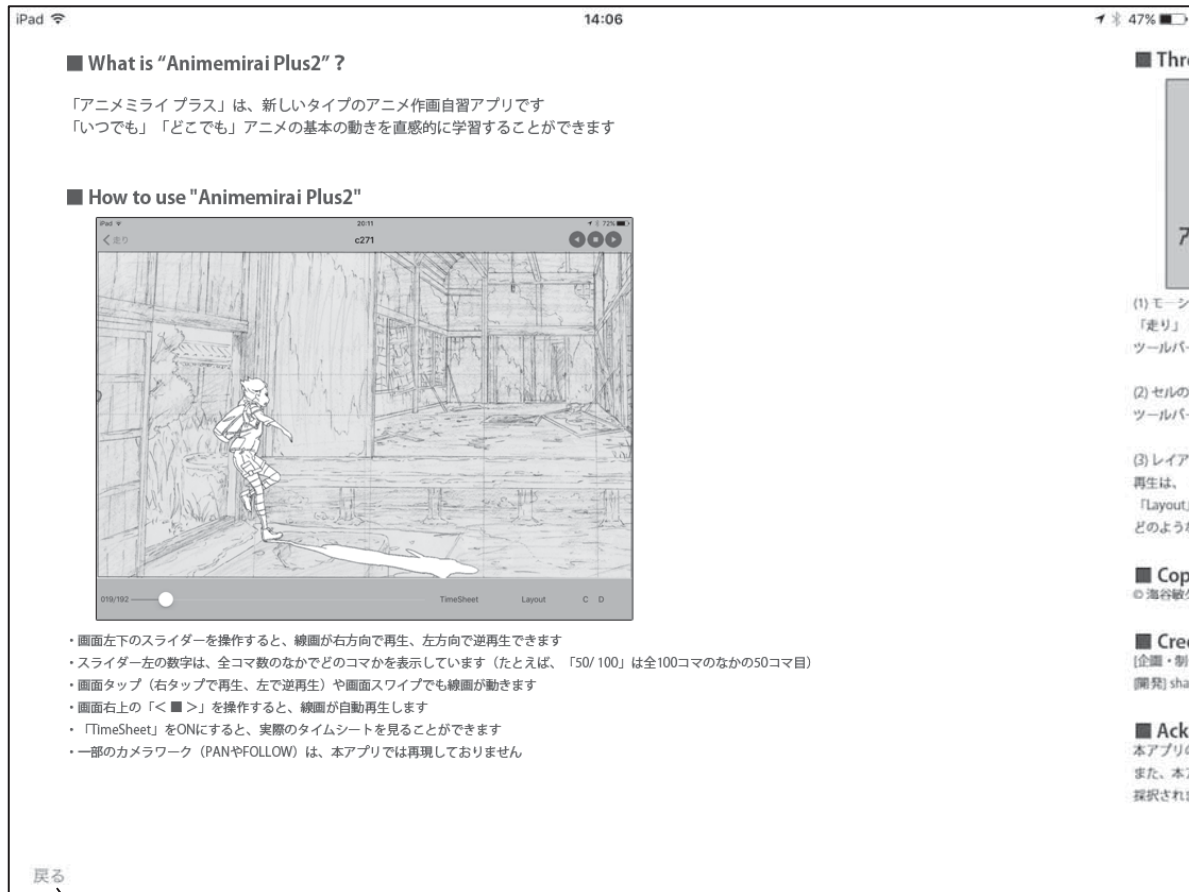 iPad
14:06
47%
■ What is “Animemirai Plus2” ?
「アニメミライ プラス」は、新しいタイプのアニメ作画自習アプリです
「いつでも」「どこでも」アニメの基本の動きを直感的に学習することができます
■ How to use "Animemirai Plus2"
iPad
20:11
72%
く 走り
c271
019/192
TimeSheet
Layout
C D
・画面左下のスライダーを操作すると、線画が右方向で再生、左方向で逆再生できます
・スライダー左の数字は、全コマ数のなかでどのコマかを表示しています（たとえば、「50/ 100」は全100コマのなかの50コマ目）
・画面タップ（右タップで再生、左で逆再生）や画面スワイプでも線画が動きます
・画面右上の「< ■ >」を操作すると、線画が自動再生します
・「TimeSheet」をONにすると、実際のタイムシートを見ることができます
・一部のカメラワーク（PANやFOLLOW）は、本アプリでは再現しておりません
戻る
■ Thr
ア
(1) モーシ
「走り」
ツールバ
(2) セルの
ツールバ
(3) レイア
再生は、
「Layout」
どのような
■ Cop
© 海谷敏
■ Cre
[企画・制
[開発] sha
■ Ack
本アプリの
また、本ア
採択され